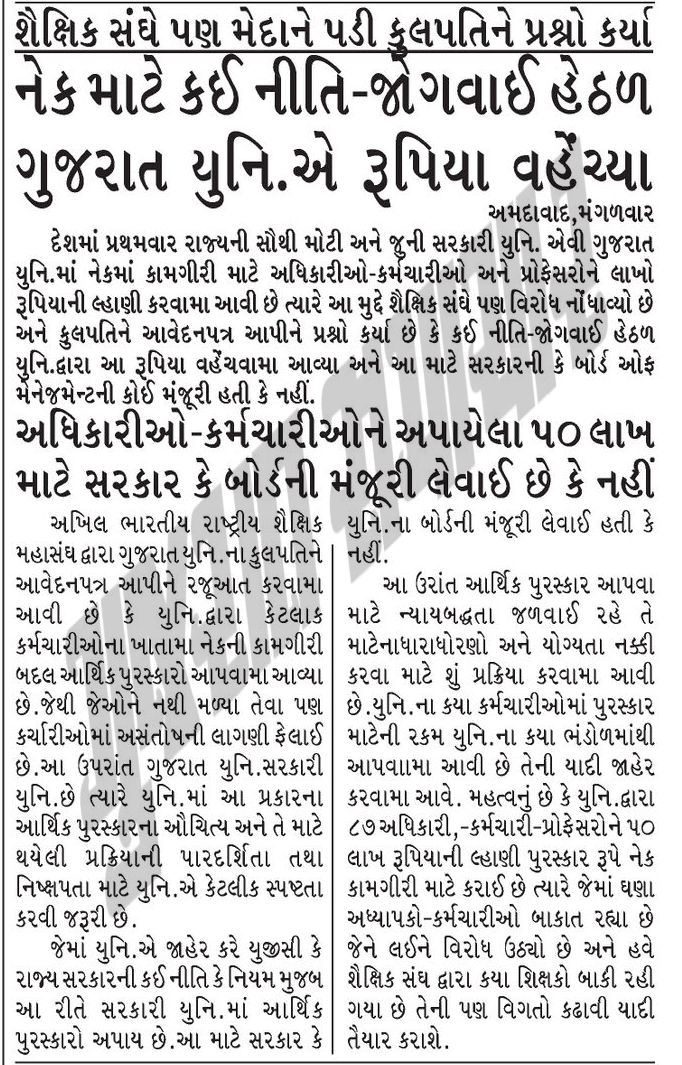 શૈક્ષિક સંઘે પણ મેદાને પડી કુલપતિને પ્રશ્નો કર્યા
નેક માટે કઈ નીતિ-જોગવાઈ હેઠળ
ગુજરાત યુનિ.એ રૂપિયા વહેંચ્યા
અમદાવાદ,મંગળવાર
દેશમાં પ્રથમવાર રાજ્યની સૌથી મોટી અને જુની સરકારી યુનિ. એવી ગુજરાત
યુનિ.માં નેકમાં કામગીરી માટે અધિકારીઓ-કર્મચારીઓ અને પ્રોફેસરોને લાખો
રૂપિયાની લ્હાણી કરવામા આવી છે ત્યારે આ મુદ્દે શૈક્ષિક સંઘે પણ વિરોધ નોંધાવ્યો છે
અને કુલપતિને આવેદનપત્ર આપીને પ્રશ્નો કર્યા છે કે કઈ નીતિ-જોગવાઈ હેઠળ
યુનિ.દ્વારા આ રૂપિયા વહેંચવામા આવ્યા અને આ માટે સરકારની કે બોર્ડ ઓફ
મેનેજમેન્ટની કોઈ મંજૂરી હતી કે નહીં.
અધિકારીઓ-કર્મચારીઓને અપાયેલા ૫૦ લાખ
માટે સરકાર કે બોર્ડની મંજૂરી લેવાઈ છે કે નહીં
અખિલ ભારતીય રાષ્ટ્રીય શૈક્ષિક
મહાસંઘ દ્વારા ગુજરાત યુનિ.ના કુલપતિને
આવેદનપત્ર આપીને રજૂઆત કરવામા
આવી છે કે યુનિ.દ્વારા કેટલાક
કર્મચારીઓના ખાતામા નેકની કામગીરી
બદલ આર્થિક પુરસ્કારો આપવામા આવ્યા
છે.જેથી જેઓને નથી મળ્યા તેવા પણ
કર્ચારીઓમાં અસંતોષની લાગણી ફેલાઈ
છે.આ ઉપરાંત ગુજરાત યુનિ.સરકારી
યુનિ.છે ત્યારે યુનિ.માં આ પ્રકારના
આર્થિક પુરસ્કારના ઔચિત્ય અને તે માટે
થયેલી પ્રક્રિયાની પારદર્શિતા તથા
નિષ્પક્ષપતા માટે યુનિ.એ કેટલીક સ્પષ્ટતા
કરવી જરૂરી છે.
જેમાં યુનિ.એ જાહેર કરે યુજીસી કે
રાજ્ય સરકારની કઈ નીતિ કે નિયમ મુજબ
આ રીતે સરકારી યુનિ.માં આર્થિક
પુરસ્કારો અપાય છે.આ માટે સરકાર કે
યુનિ.ના બોર્ડની મંજૂરી લેવાઈ હતી કે
નહીં.
આ ઉરાંત આર્થિક પુરસ્કાર આપવા
માટે ન્યાયબદ્ધતા જળવાઈ રહે તે
માટેનાધારાધોરણો અને યોગ્યતા નક્કી
કરવા માટે શું પ્રક્રિયા કરવામા આવી
છે.યુનિ.ના કયા કર્મચારીઓમાં પુરસ્કાર
માટેની રકમ યુનિ.ના કયા ભંડોળમાંથી
આપવાામા આવી છે તેની યાદી જાહેર
કરવામા આવે. મહત્વનું છે કે યુનિ.દ્વારા
૮૭ અધિકારી,-કર્મચારી-પ્રોફેસરોને ૫૦
લાખ રૂપિયાની લ્હાણી પુરસ્કાર રૂપે નેક
કામગીરી માટે કરાઈ છે ત્યારે જેમાં ઘણા
અધ્યાપકો-કર્મચારીઓ બાકાત રહ્યા છે
જેને લઈને વિરોધ ઉઠ્યો છે અને હવે
શૈક્ષિક સંઘ દ્વારા કયા શિક્ષકો બાકી રહી
ગયા છે તેની પણ વિગતો કઢાવી યાદી
તૈયાર કરાશે.